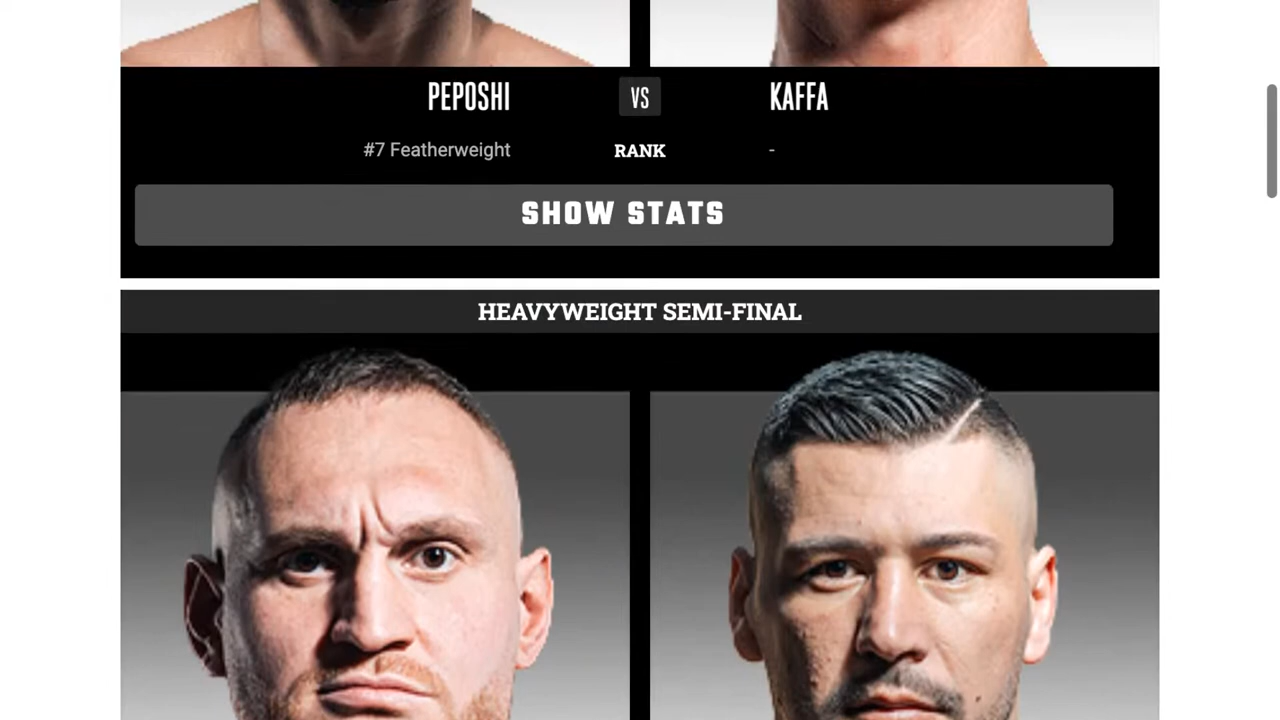 PEPOSHI VS KAFFA
#7 Featherweight RANK -
SHOW STATS
HEAVYWEIGHT SEMI-FINAL